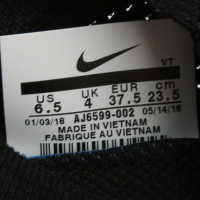 VT
US UK EUR cm
6.5 4 37.5 23.5
01/03/18 AJ6599-002 05/14/18
MADE IN VIETNAM
FABRIQUE AU VIETNAM